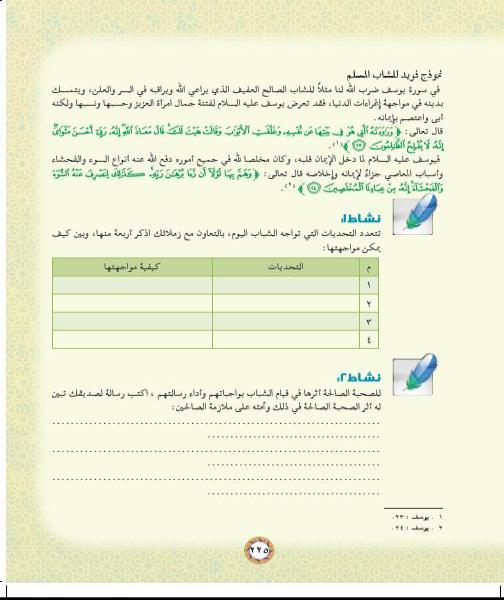 نموذج فريد للشاب المسلم
في سورة يوسف ضرب الله لنا مثلاً للشاب الصالح العفيف الذي يراعي الله ويراقبه في السر والعلن، ويتمسك
بدينه في مواجهة إغراءات الدنيا، فقد تعرض يوسف عليه السلام لفتنة جمال امرأة العزيز وحسبها ونسبها ولكنه
أبى واعتصم بإيمانه.
قال تعالى: ﴿ وَرَٰوَدَتْهُ ٱلَّتِى هُوَ فِى بَيْتِهَا عَن نَّفْسِهِۦ وَغَلَّقَتِ ٱلْأَبْوَٰبَ وَقَالَتْ هَيْتَ لَكَ ۚ قَالَ مَعَاذَ ٱللَّهِ ۖ إِنَّهُۥ رَبِّىٓ أَحْسَنَ مَثْوَاىَ ۖ
إِنَّهُۥ لَا يُفْلِحُ ٱلظَّٰلِمُونَ ﴿٢٣﴾ ﴾(١).
فيوسف عليه السلام لما دخل الإيمان قلبه، وكان مخلصا لله في جميع أموره دفع الله عنه أنواع السوء والفحشاء
وأسباب المعاصي جزاءً لإيمانه وإخلاصه قال تعالى: ﴿ وَهَمَّ بِهَا لَوْلَآ أَن رَّءَا بُرْهَٰنَ رَبِّهِۦ ۚ كَذَٰلِكَ لِنَصْرِفَ عَنْهُ ٱلسُّوٓءَ
وَٱلْفَحْشَآءَ ۚ إِنَّهُۥ مِنْ عِبَادِنَا ٱلْمُخْلَصِينَ ﴿٢٤﴾ ﴾(٢).
نشاط١:
تتعدد التحديات التي تواجه الشباب اليوم، بالتعاون مع زملائك اذكر أربعة منها، وبين كيف
يمكن مواجهتها:
م التحديات كيفية مواجهتها
١
٢
٣
٤
نشاط٢:
للصحبة الصالحة أثرها في قيام الشباب بواجباتهم وأداء رسالتهم ، اكتب رسالة لصديقك تبين
له أثر الصحبة الصالحة في ذلك وتحثه على ملازمة الصالحين:
١ . يوسف : ٢٣.
٢ . يوسف : ٢٤.
٢٢٥